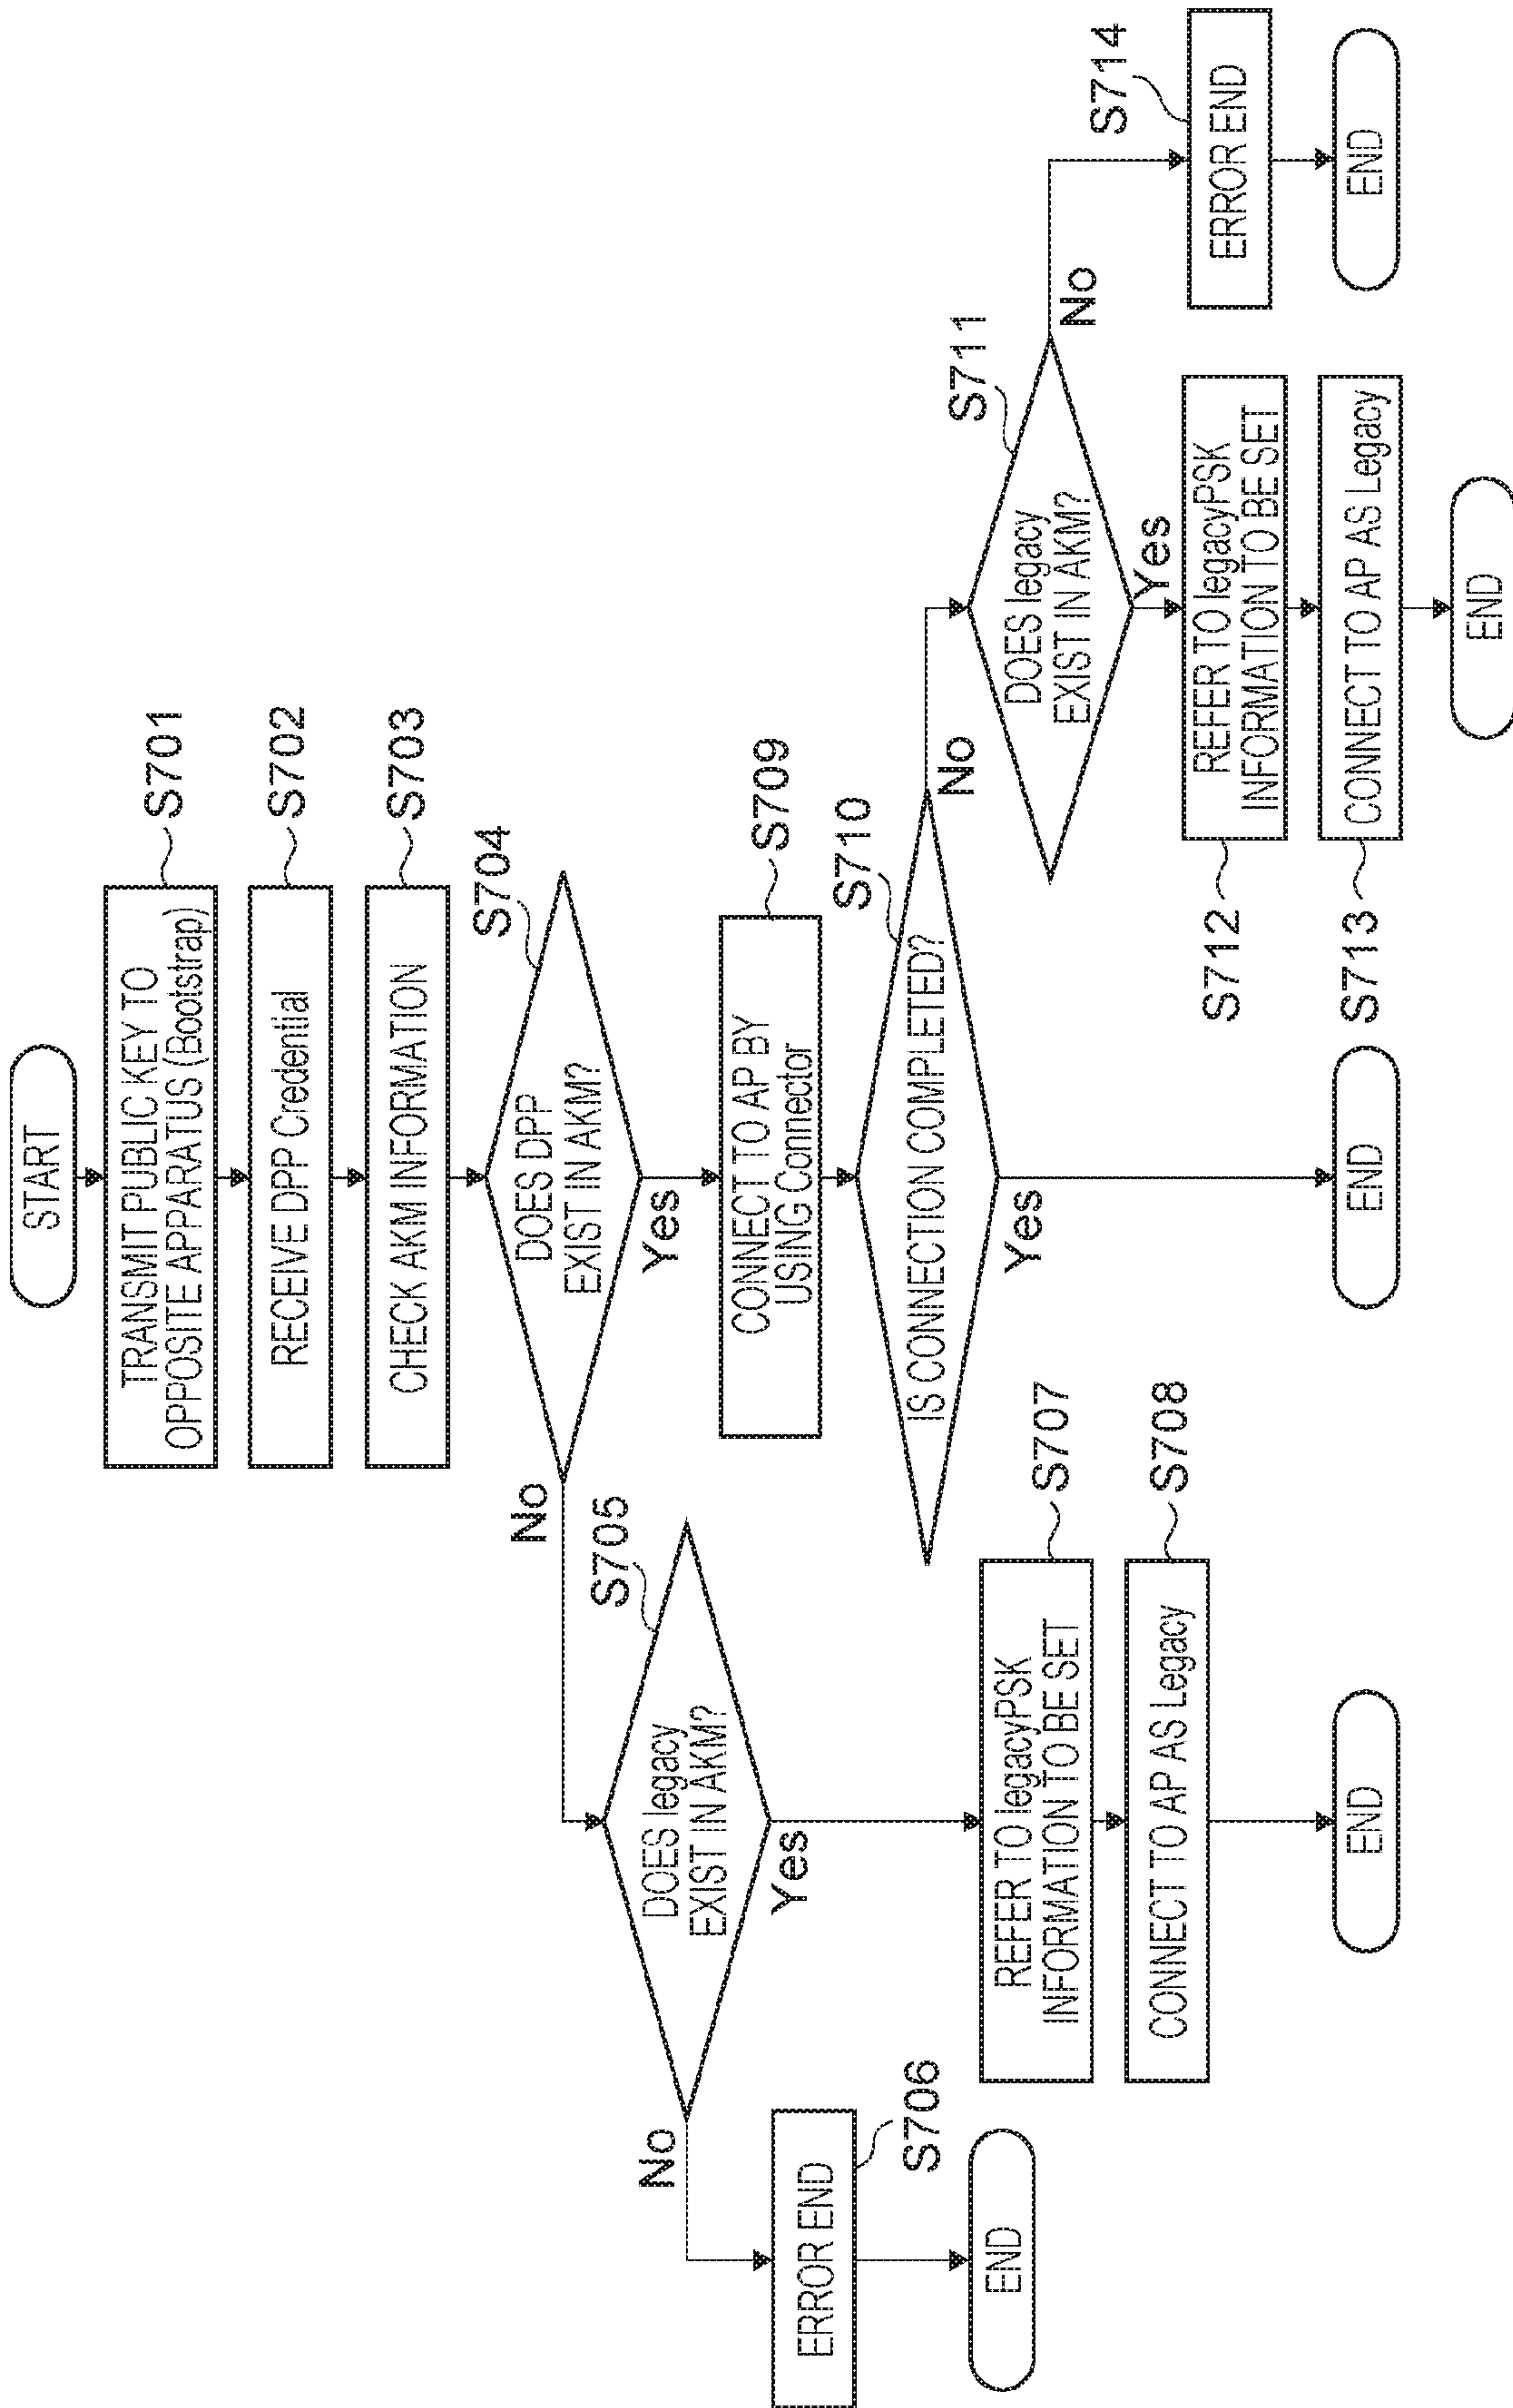 START
TRANSMIT PUBLIC KEY TO
OPPOSITE APPARATUS (Bootstrap)
S701
RECEIVE DPP Credential
S702
CHECK AKM INFORMATION
S703
DOES DPP
EXIST IN AKM?
S704
No
Yes
DOES legacy
EXIST IN AKM?
S705
No
Yes
ERROR END
S706
END
REFER TO legacyPSK
INFORMATION TO BE SET
S707
CONNECT TO AP AS Legacy
S708
END
CONNECT TO AP BY
USING Connector
S709
IS CONNECTION COMPLETED?
S710
Yes
No
END
DOES legacy
EXIST IN AKM?
S711
Yes
No
REFER TO legacyPSK
INFORMATION TO BE SET
S712
CONNECT TO AP AS Legacy
S713
END
ERROR END
S714
END